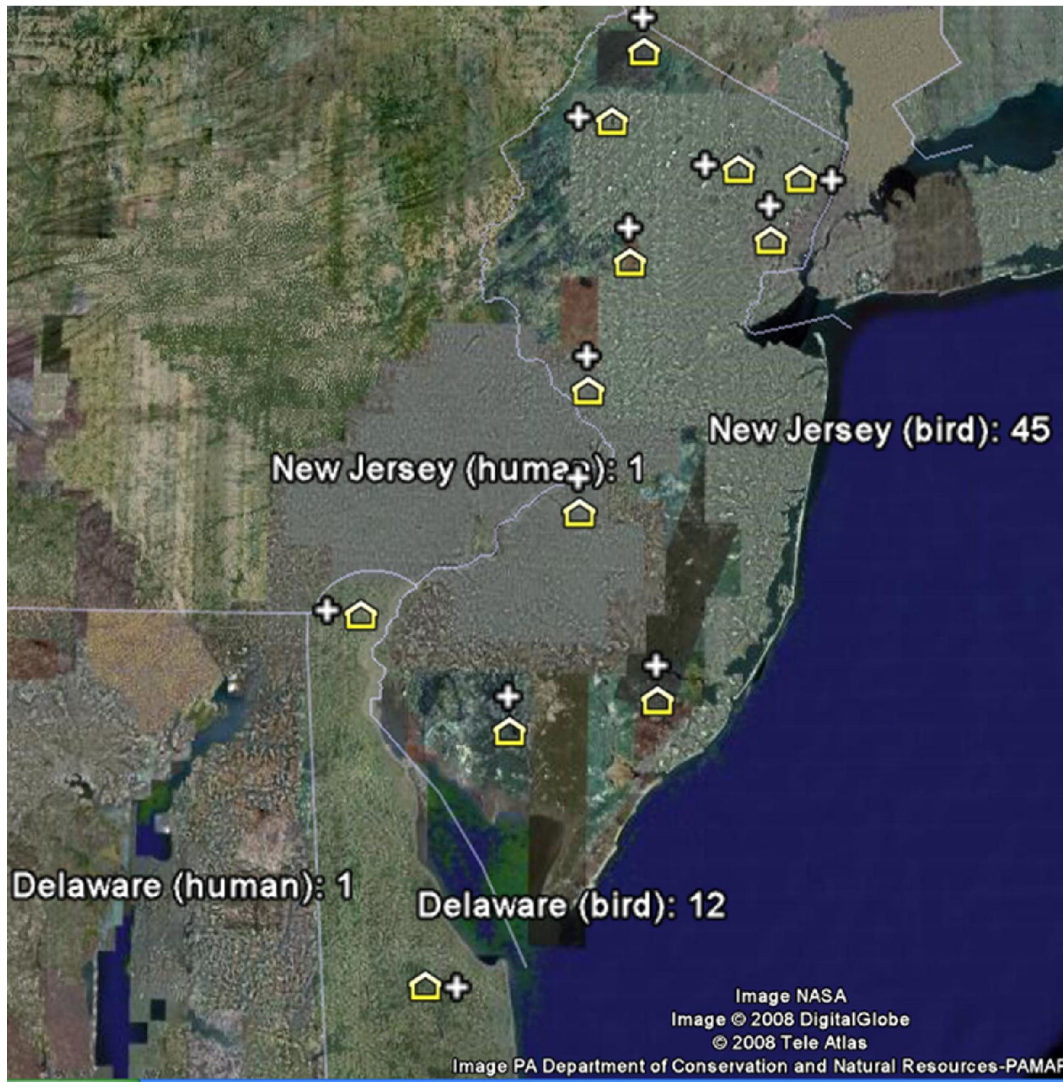 New Jersey (bird): 45
New Jersey (human): 1
Delaware (human): 1
Delaware (bird): 12
Image NASA
Image © 2008 DigitalGlobe
© 2008 Tele Atlas
Image PA Department of Conservation and Natural Resources-PAMAP